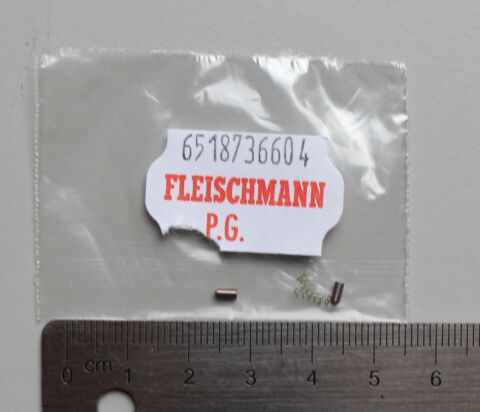 6518736604
FLEISCHMANN
P.G.
0 cm 1 2 3 4 5 6